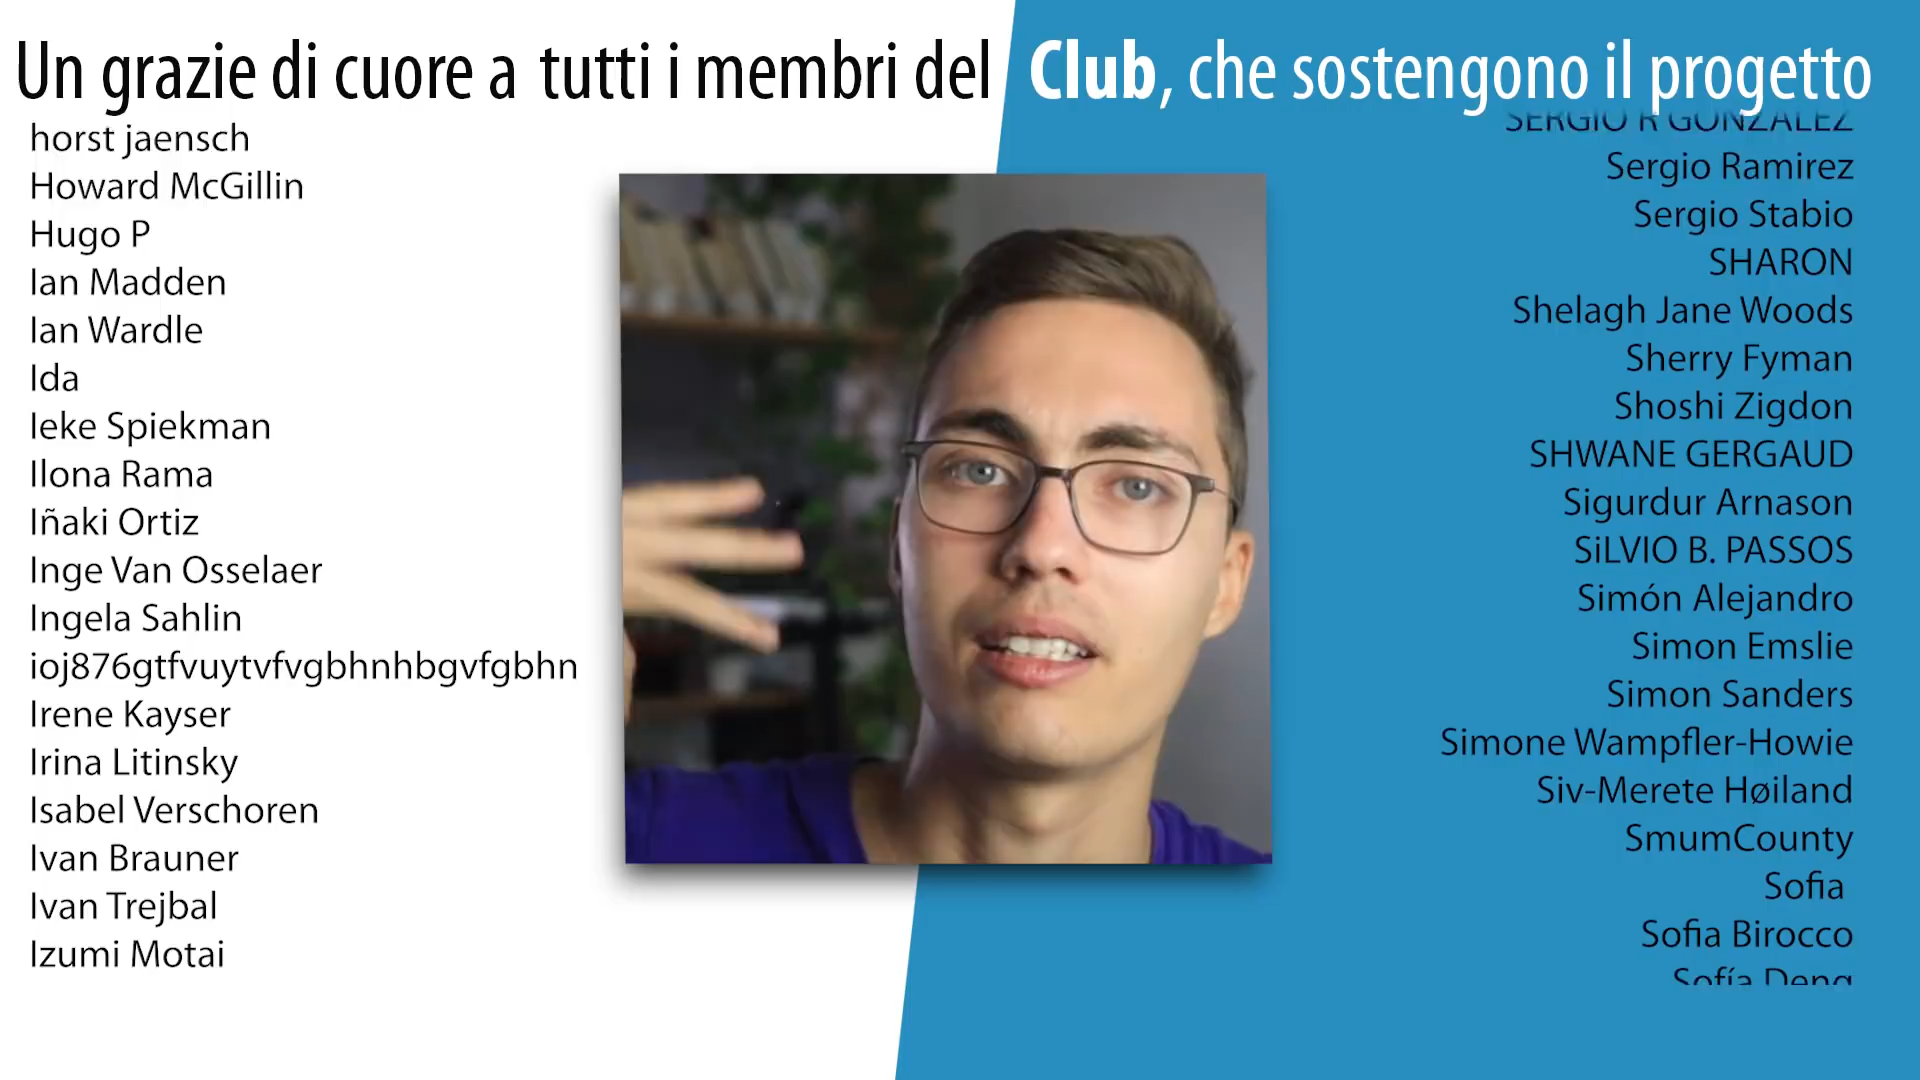 Un grazie di cuore a tutti i membri del Club, che sostengono il progetto
horst jaensch
Howard McGillin
Hugo P
Ian Madden
Ian Wardle
Ida
Ieke Spiekman
Ilona Rama
Iñaki Ortiz
Inge Van Osselaer
Ingela Sahlin
ioj876gtfvuytvfvgbhnhbgvfgbhn
Irene Kayser
Irina Litinsky
Isabel Verschoren
Ivan Brauner
Ivan Trejbal
Izumi Motai
SERGIO R GONZALEZ
Sergio Ramirez
Sergio Stabio
SHARON
Shelagh Jane Woods
Sherry Fyman
Shoshi Zigdon
SHWANE GERGAUD
Sigurdur Arnason
SiLVIO B. PASSOS
Simón Alejandro
Simon Emslie
Simon Sanders
Simone Wampfler-Howie
Siv-Merete Høiland
SmumCounty
Sofia
Sofia Birocco
Sofía Deng